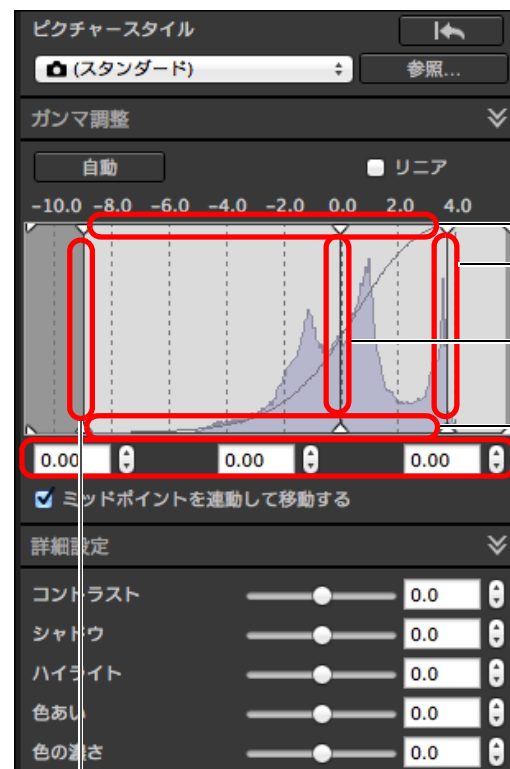 ピクチャースタイル
(スタンダード)
参照...
ガンマ調整
自動
リニア
-10.0 -8.0 -6.0 -4.0 -2.0 0.0 2.0 4.0
0.00 0.00 0.00
ミッドポイントを連動して移動する
詳細設定
コントラスト 0.0
シャドウ 0.0
ハイライト 0.0
色あい 0.0
色の濃さ 0.0